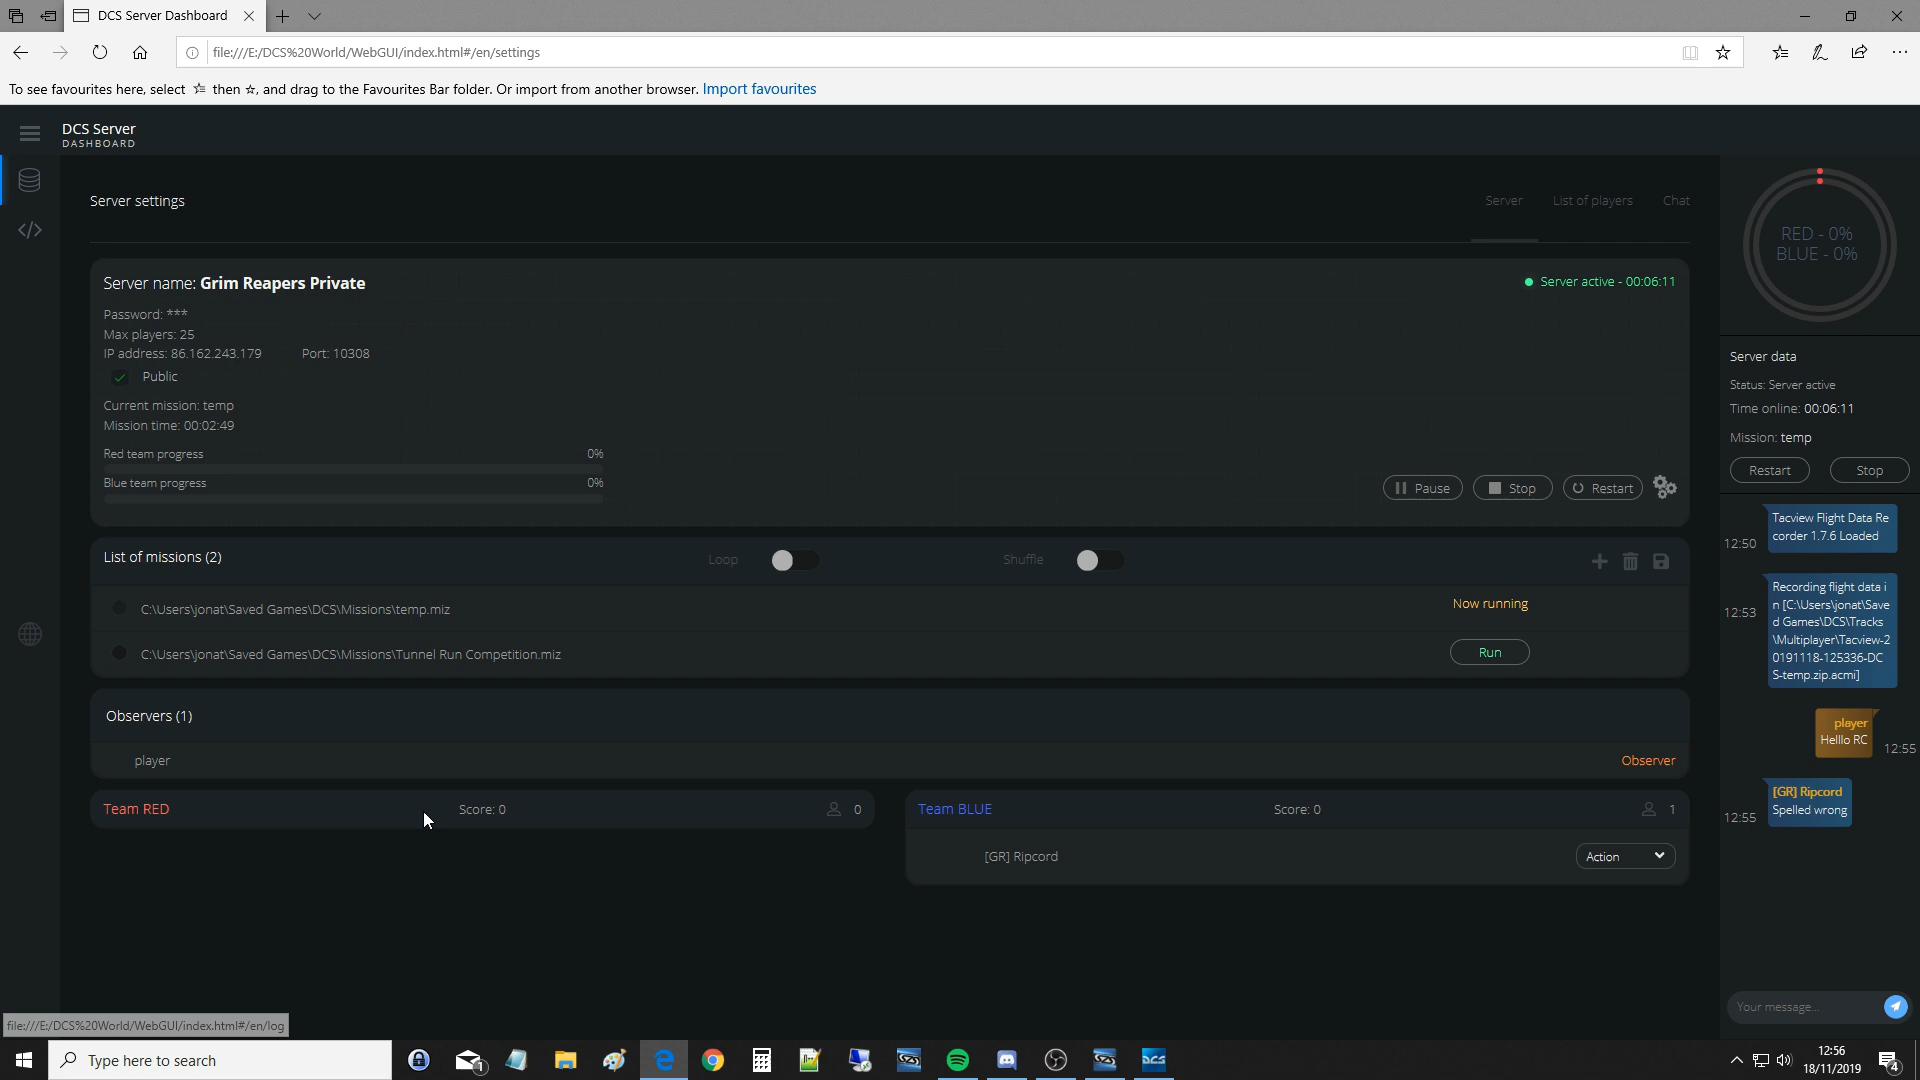 DCS Server Dashboard
file:///E:/DCS%20World/WebGUI/index.html#/en/settings
To see favourites here, select then , and drag to the Favourites Bar folder. Or import from another browser. Import favourites
DCS Server
DASHBOARD
Server settings
Server
List of players
Chat
Server name: Grim Reapers Private
Server active - 00:06:11
Password: ***
Max players: 25
IP address: 86.162.243.179
Port: 10308
Public
Current mission: temp
Mission time: 00:02:49
Red team progress
0%
Blue team progress
0%
Pause
Stop
Restart
List of missions (2)
Loop
Shuffle
C:\Users\jonat\Saved Games\DCS\Missions\temp.miz
Now running
C:\Users\jonat\Saved Games\DCS\Missions\Tunnel Run Competition.miz
Run
Observers (1)
player
Observer
Team RED
Score: 0
0
Team BLUE
Score: 0
1
[GR] Ripcord
Action
RED - 0%
BLUE - 0%
Server data
Status: Server active
Time online: 00:06:11
Mission: temp
Restart
Stop
12:50
Tacview Flight Data Re
corder 1.7.6 Loaded
12:53
Recording flight data i
n [C:\Users\jonat\Save
d Games\DCS\Tracks
\Multiplayer\Tacview-2
0191118-125336-DC
S-temp.zip.acmi]
player
Helllo RC
12:55
[GR] Ripcord
Spelled wrong
12:55
Your message...
file:///E:/DCS%20World/WebGUI/index.html#/en/log
Type here to search
1
DCS
12:56
18/11/2019
4